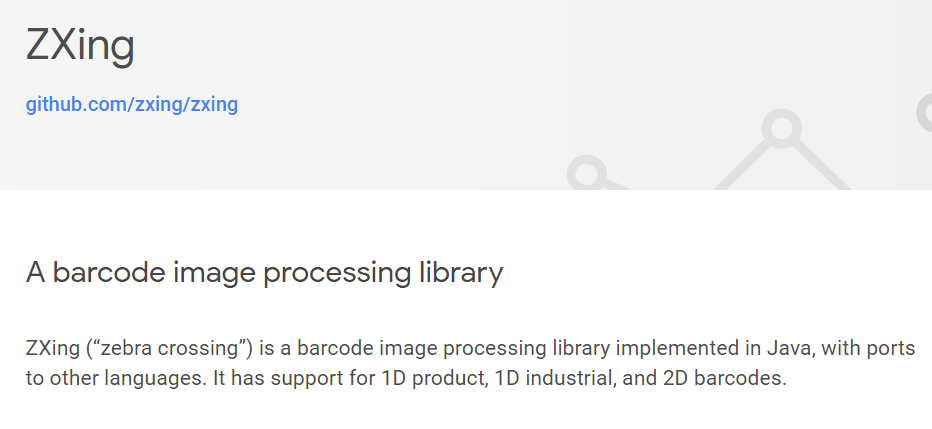 ZXing
github.com/zxing/zxing
A barcode image processing library
ZXing (“zebra crossing”) is a barcode image processing library implemented in Java, with ports
to other languages. It has support for 1D product, 1D industrial, and 2D barcodes.